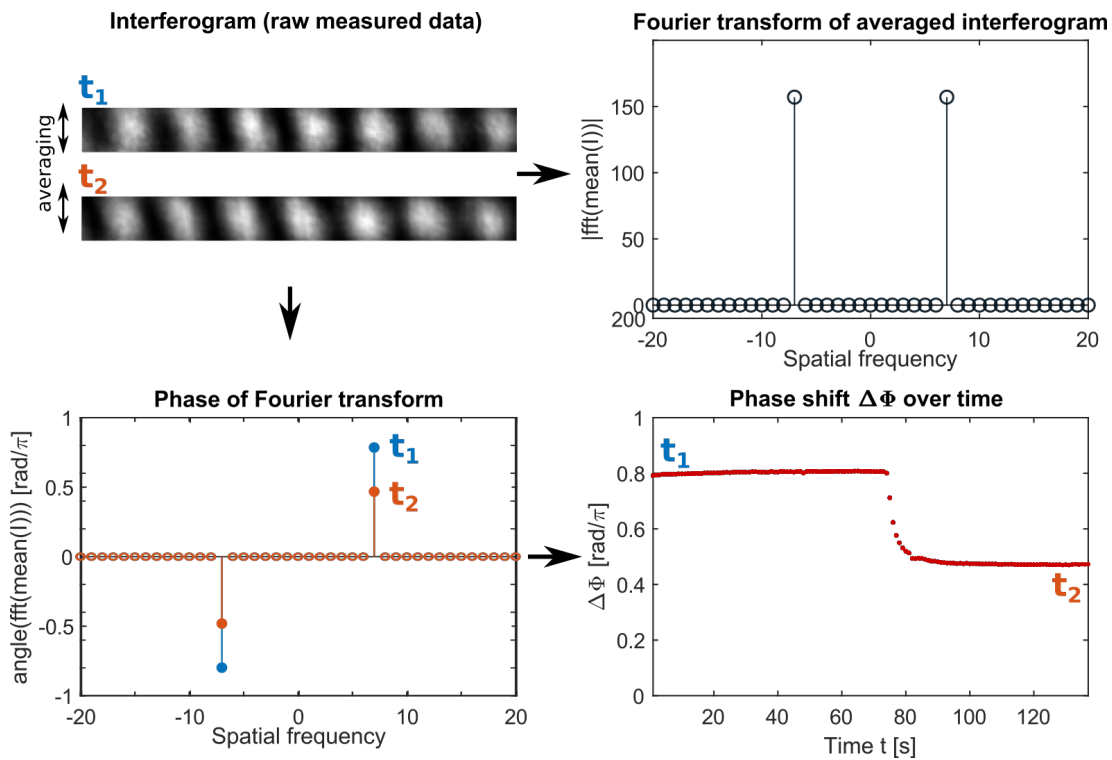 Interferogram (raw measured data)
t1
averaging
t2
Fourier transform of averaged interferogram
|fft(mean(I))|
150
100
50
0
200
-20
-10
0
10
20
Spatial frequency
Phase of Fourier transform
angle(fft(mean(I))) [rad/π]
1
0.5
0
-0.5
-1
t1
t2
-20
-10
0
10
20
Spatial frequency
Phase shift ΔΦ over time
ΔΦ [rad/π]
1
0.8
0.6
0.4
0.2
0
t1
t2
20
40
60
80
100
120
Time t [s]